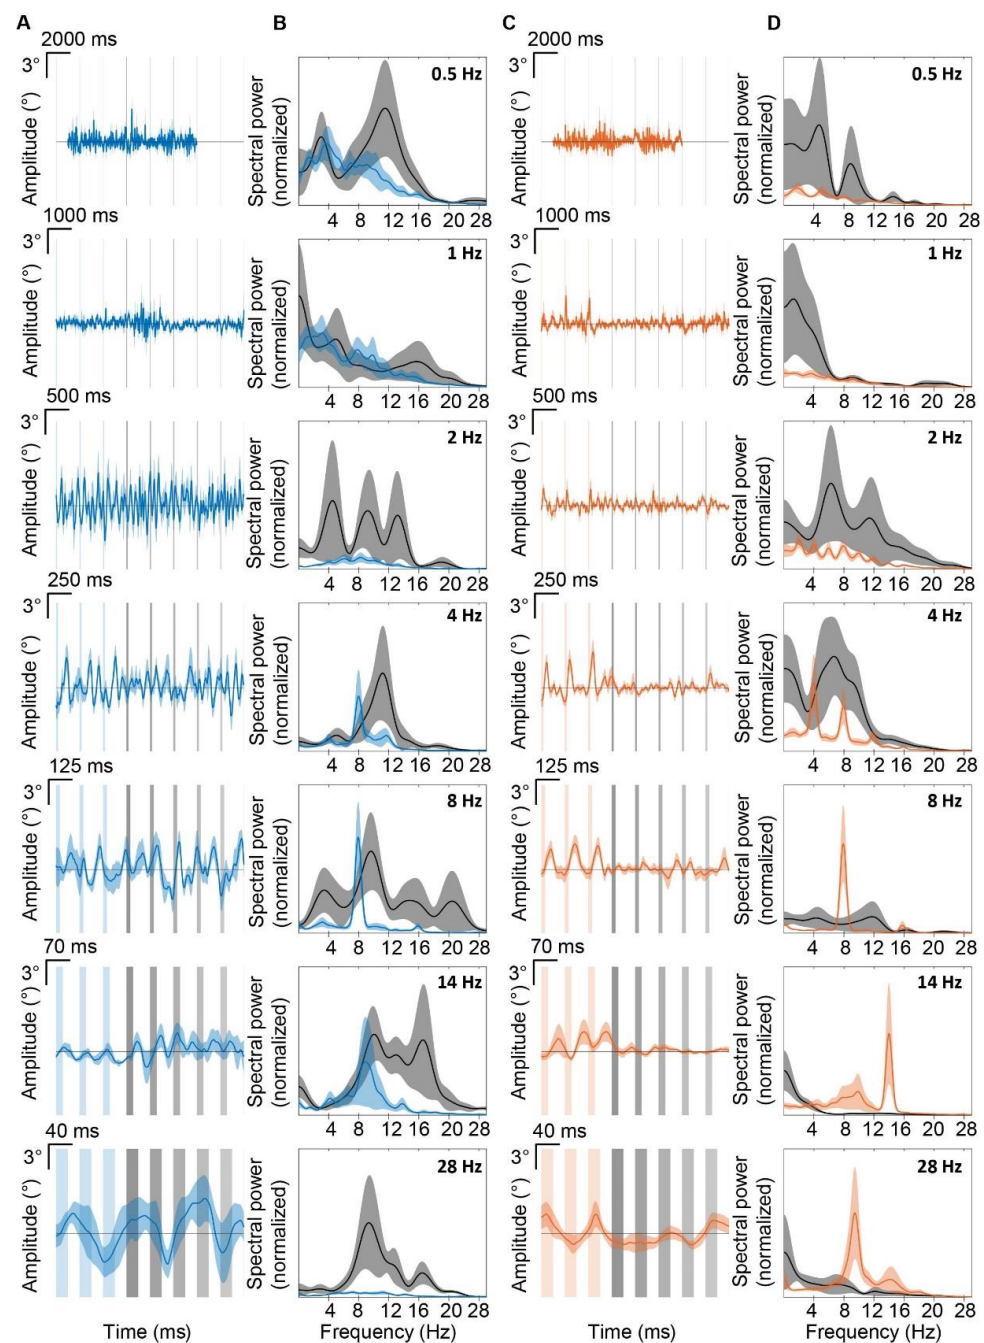 A B C D
2000 ms 2000 ms
3° Amplitude (°) Spectral power (normalized) 0.5 Hz 3° Amplitude (°) Spectral power (normalized) 0.5 Hz
4 8 12 16 20 28 4 8 12 16 20 28
1000 ms 1000 ms
3° Amplitude (°) Spectral power (normalized) 1 Hz 3° Amplitude (°) Spectral power (normalized) 1 Hz
4 8 12 16 20 28 4 8 12 16 20 28
500 ms 500 ms
3° Amplitude (°) Spectral power (normalized) 2 Hz 3° Amplitude (°) Spectral power (normalized) 2 Hz
4 8 12 16 20 28 4 8 12 16 20 28
250 ms 250 ms
3° Amplitude (°) Spectral power (normalized) 4 Hz 3° Amplitude (°) Spectral power (normalized) 4 Hz
4 8 12 16 20 28 4 8 12 16 20 28
125 ms 125 ms
3° Amplitude (°) Spectral power (normalized) 8 Hz 3° Amplitude (°) Spectral power (normalized) 8 Hz
4 8 12 16 20 28 4 8 12 16 20 28
70 ms 70 ms
3° Amplitude (°) Spectral power (normalized) 14 Hz 3° Amplitude (°) Spectral power (normalized) 14 Hz
4 8 12 16 20 28 4 8 12 16 20 28
40 ms 40 ms
3° Amplitude (°) Spectral power (normalized) 28 Hz 3° Amplitude (°) Spectral power (normalized) 28 Hz
4 8 12 16 20 28 4 8 12 16 20 28
Time (ms) Frequency (Hz) Time (ms) Frequency (Hz)